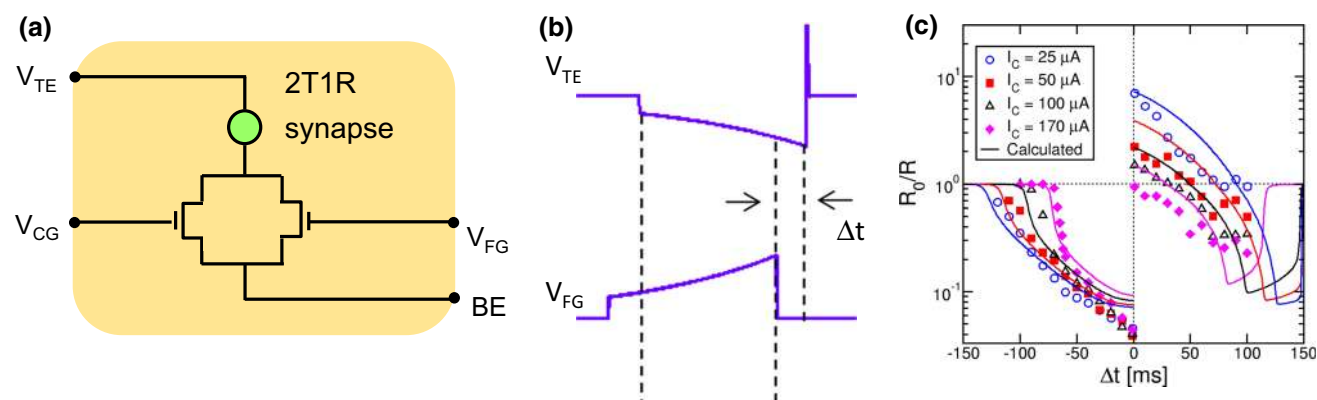 (a)
V_TE
2T1R
synapse
V_CG
V_FG
BE
(b)
V_TE
Δt
V_FG
(c)
I_C = 25 μA
I_C = 50 μA
I_C = 100 μA
I_C = 170 μA
Calculated
R_0/R
10^1
10^0
10^-1
-150 -100 -50 0 50 100 150
Δt [ms]